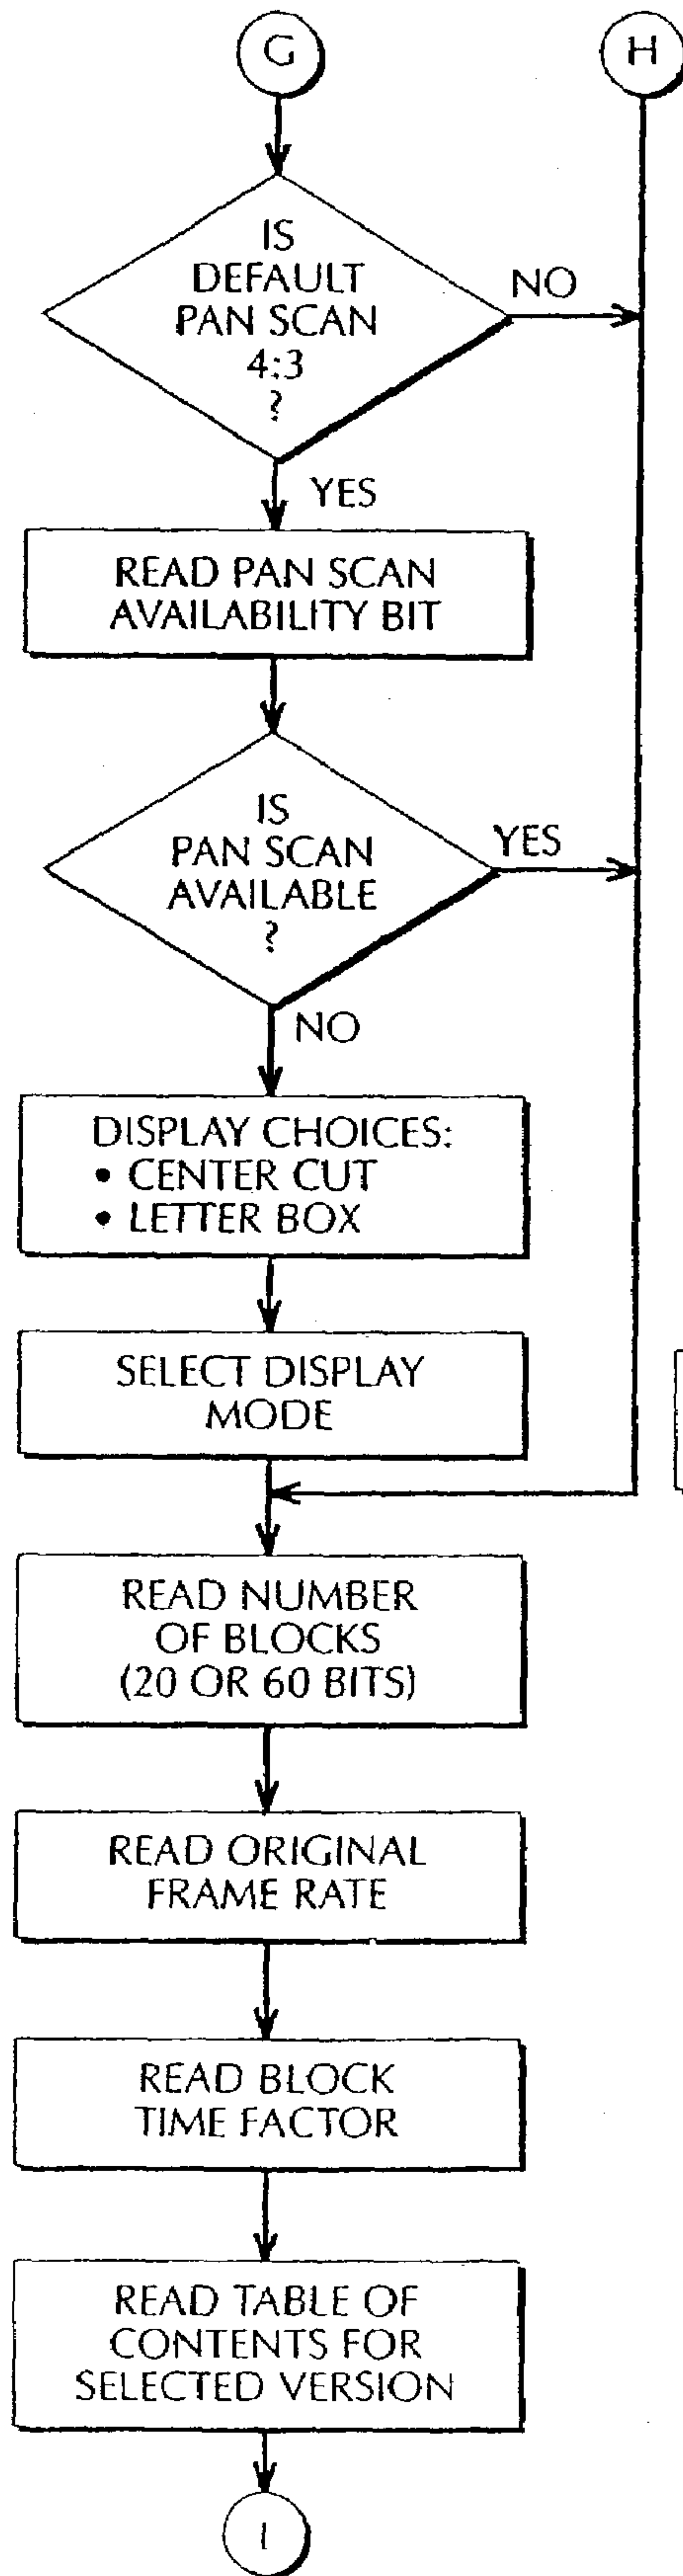 G
H
IS
DEFAULT
PAN SCAN
4:3
?
NO
YES
READ PAN SCAN
AVAILABILITY BIT
IS
PAN SCAN
AVAILABLE
?
YES
NO
DISPLAY CHOICES:
• CENTER CUT
• LETTER BOX
SELECT DISPLAY
MODE
READ NUMBER
OF BLOCKS
(20 OR 60 BITS)
READ ORIGINAL
FRAME RATE
READ BLOCK
TIME FACTOR
READ TABLE OF
CONTENTS FOR
SELECTED VERSION
I